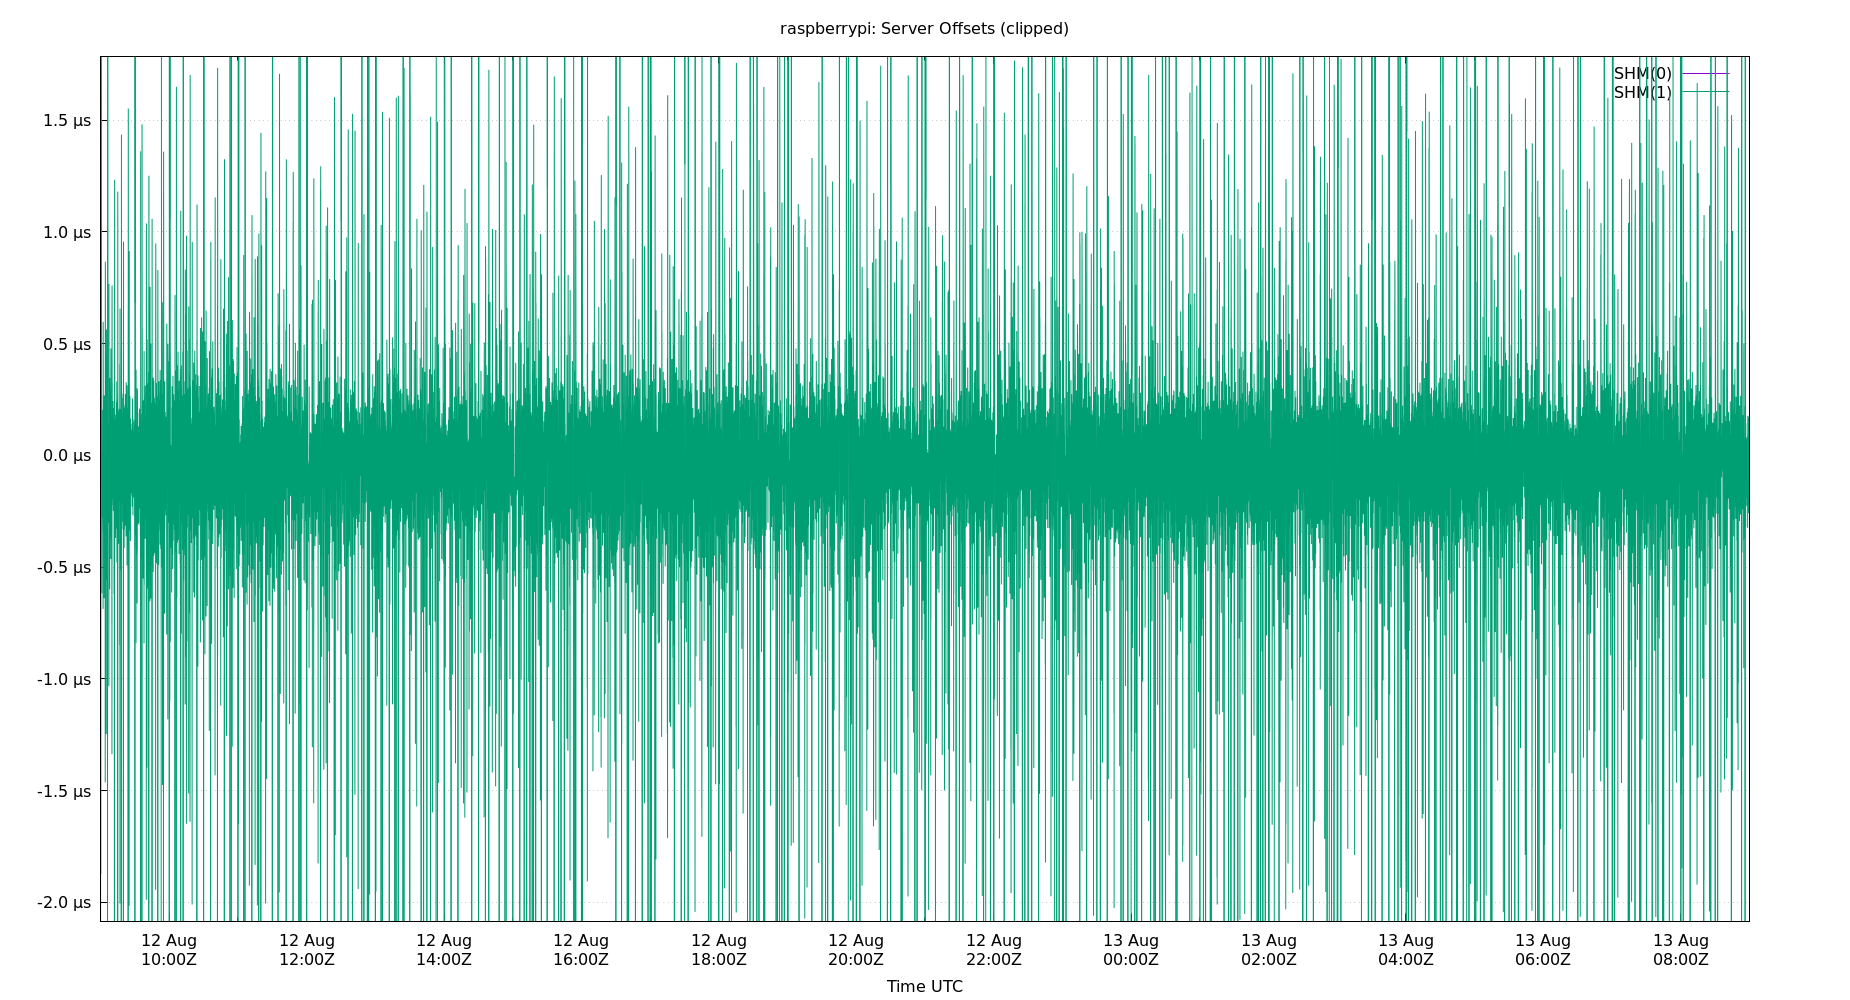 raspberrypi: Server Offsets (clipped)
SHM(0)
SHM(1)
1.5 µs
1.0 µs
0.5 µs
0.0 µs
-0.5 µs
-1.0 µs
-1.5 µs
-2.0 µs
12 Aug 12 Aug 12 Aug 12 Aug 12 Aug 12 Aug 12 Aug 13 Aug 13 Aug 13 Aug 13 Aug 13 Aug
10:00Z 12:00Z 14:00Z 16:00Z 18:00Z 20:00Z 22:00Z 00:00Z 02:00Z 04:00Z 06:00Z 08:00Z
Time UTC